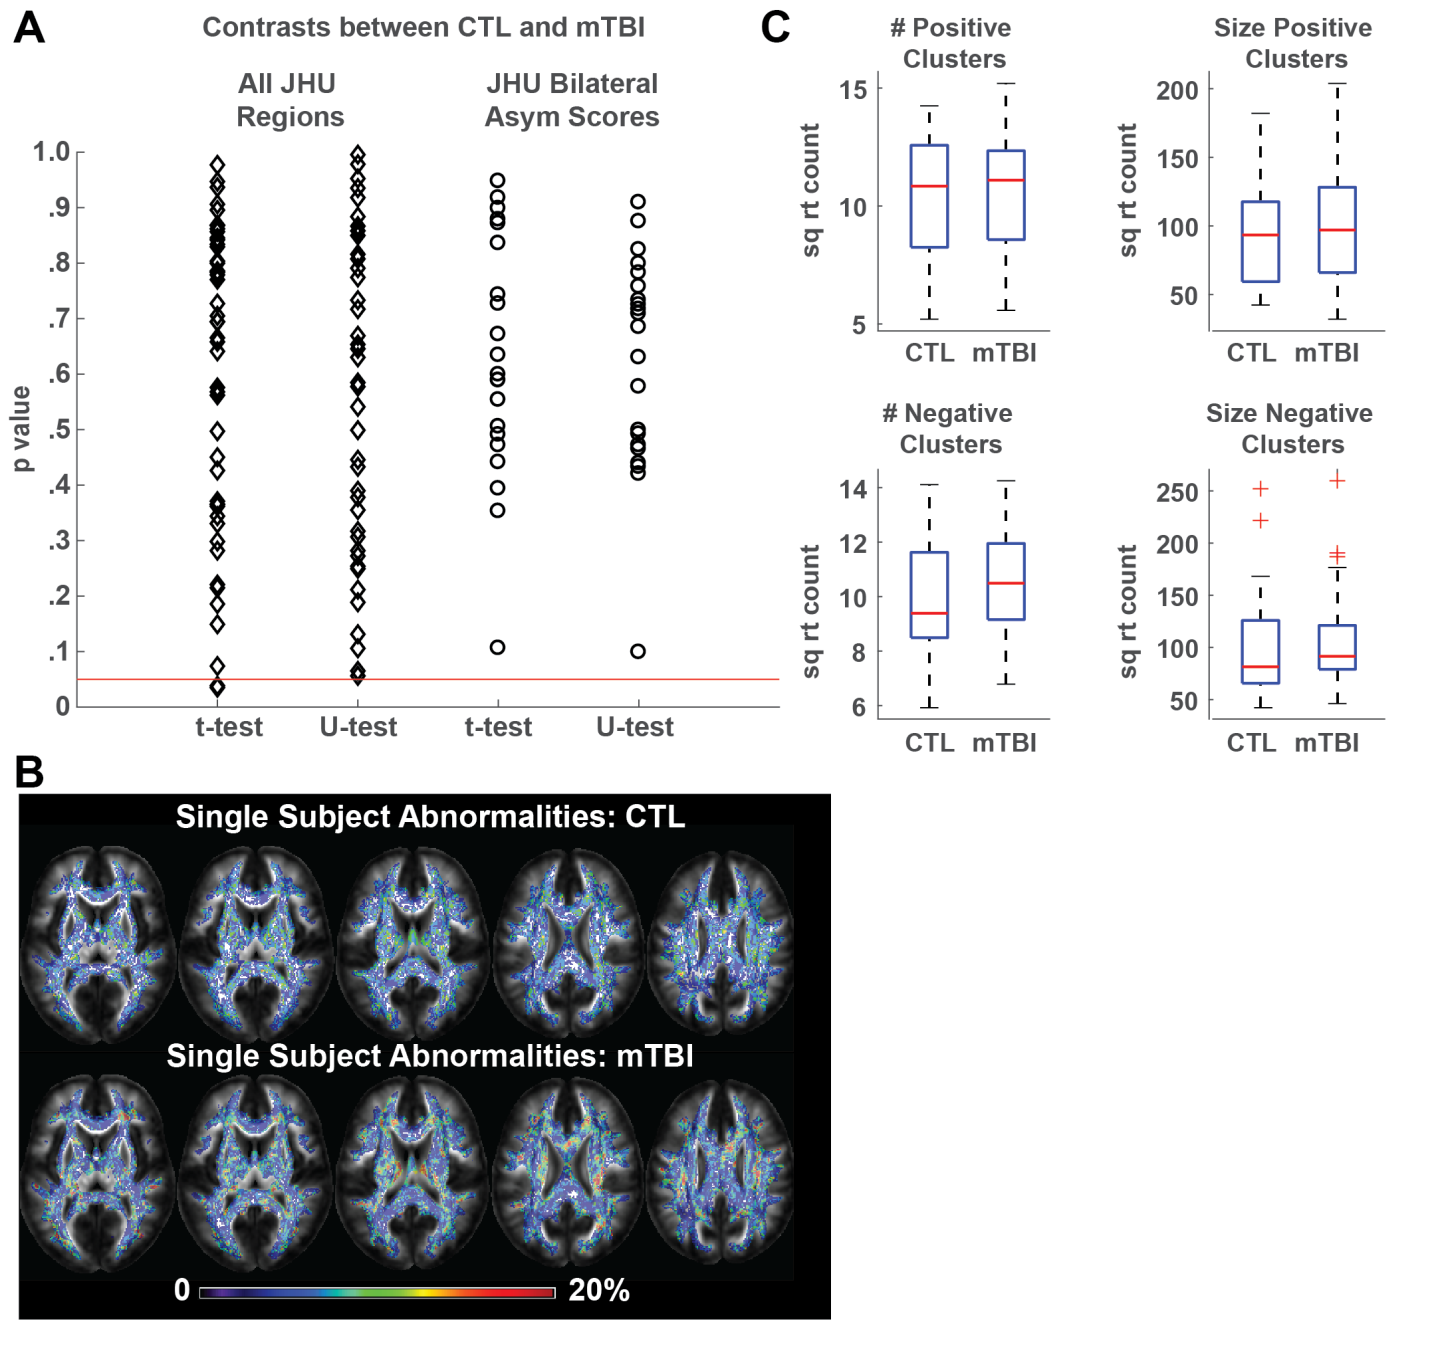 A
Contrasts between CTL and mTBI
All JHU
Regions
JHU Bilateral
Asym Scores
p value
1.0
.9
.8
.7
.6
.5
.4
.3
.2
.1
0
t-test
U-test
t-test
U-test
B
Single Subject Abnormalities: CTL
Single Subject Abnormalities: mTBI
0
20%
C
# Positive
Clusters
sq rt count
15
10
5
CTL
mTBI
Size Positive
Clusters
sq rt count
200
150
100
50
CTL
mTBI
# Negative
Clusters
sq rt count
14
12
10
8
6
CTL
mTBI
Size Negative
Clusters
sq rt count
250
200
150
100
50
CTL
mTBI